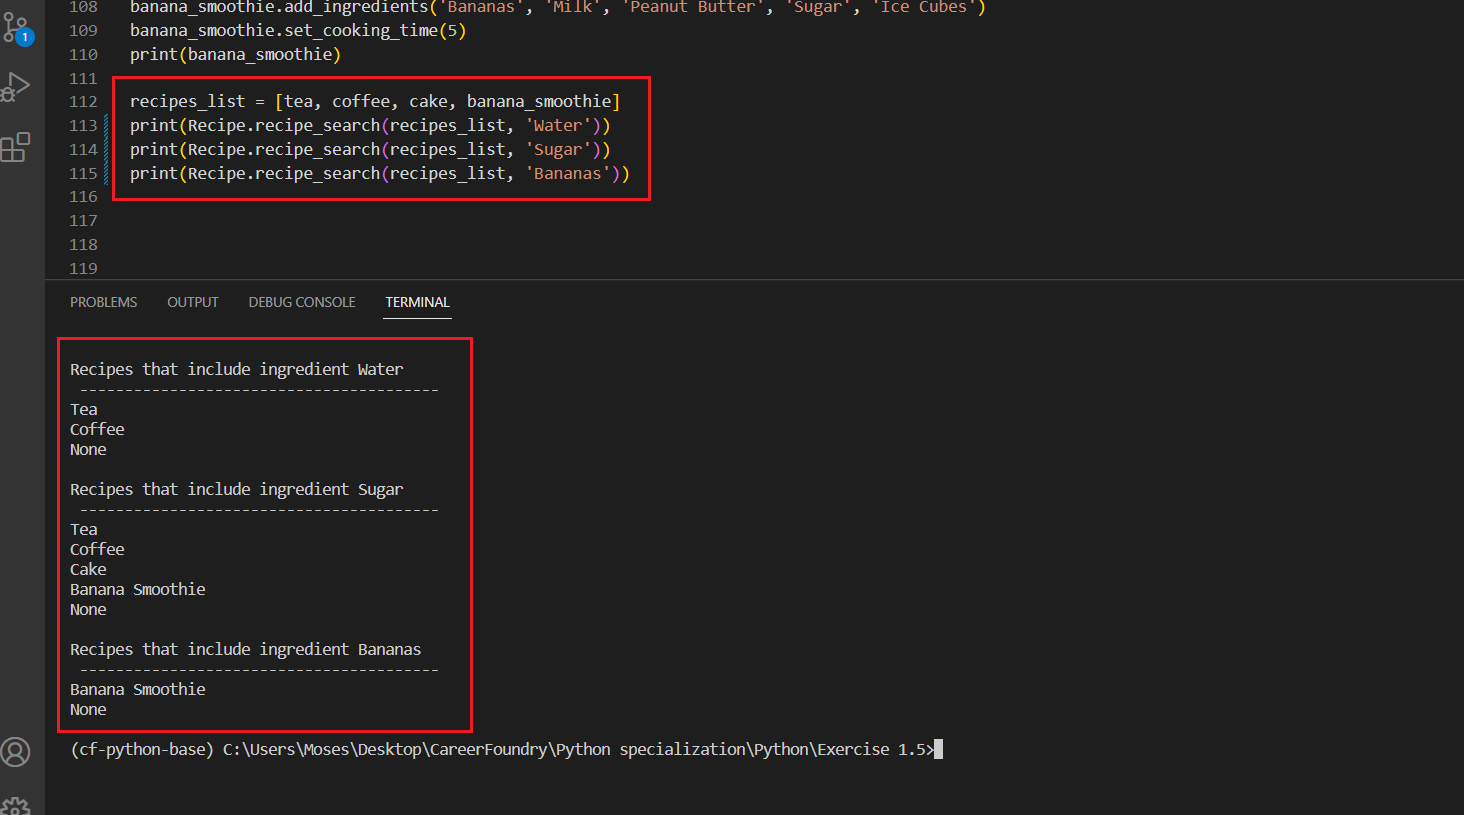 108 banana_smoothie.add_ingredients('Bananas', 'Milk', 'Peanut Butter', 'Sugar', 'Ice Cubes')
109 banana_smoothie.set_cooking_time(5)
110 print(banana_smoothie)
111
112 recipes_list = [tea, coffee, cake, banana_smoothie]
113 print(Recipe.recipe_search(recipes_list, 'Water'))
114 print(Recipe.recipe_search(recipes_list, 'Sugar'))
115 print(Recipe.recipe_search(recipes_list, 'Bananas'))
116
117
118
119
1
PROBLEMS OUTPUT DEBUG CONSOLE TERMINAL
Recipes that include ingredient Water
----------------------------------------
Tea
Coffee
None
Recipes that include ingredient Sugar
----------------------------------------
Tea
Coffee
Cake
Banana Smoothie
None
Recipes that include ingredient Bananas
----------------------------------------
Banana Smoothie
None
(cf-python-base) C:\Users\Moses\Desktop\CareerFoundry\Python specialization\Python\Exercise 1.5>